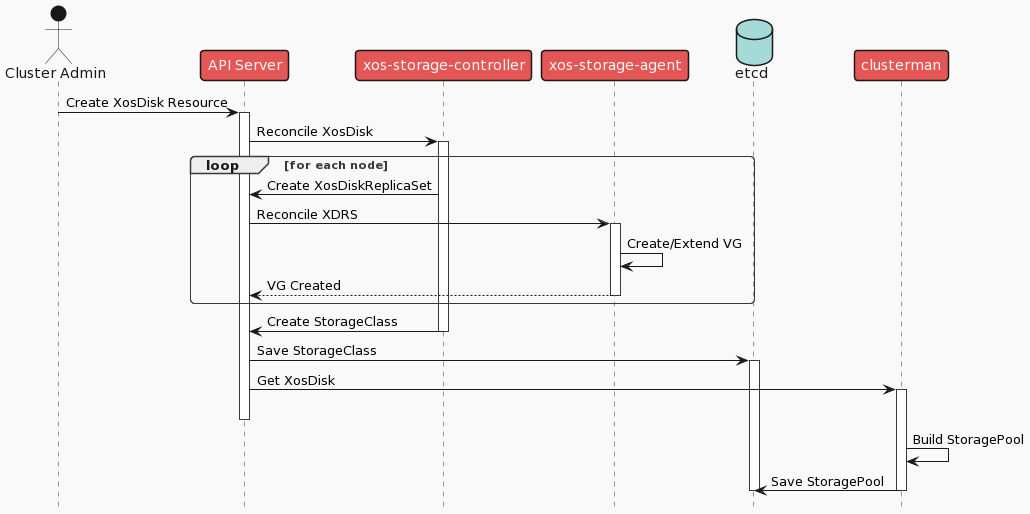 Cluster Admin
API Server
xos-storage-controller
xos-storage-agent
etcd
clusterman
Create XosDisk Resource
Reconcile XosDisk
loop
[for each node]
Create XosDiskReplicaSet
Reconcile XDRS
Create/Extend VG
VG Created
Create StorageClass
Save StorageClass
Get XosDisk
Build StoragePool
Save StoragePool